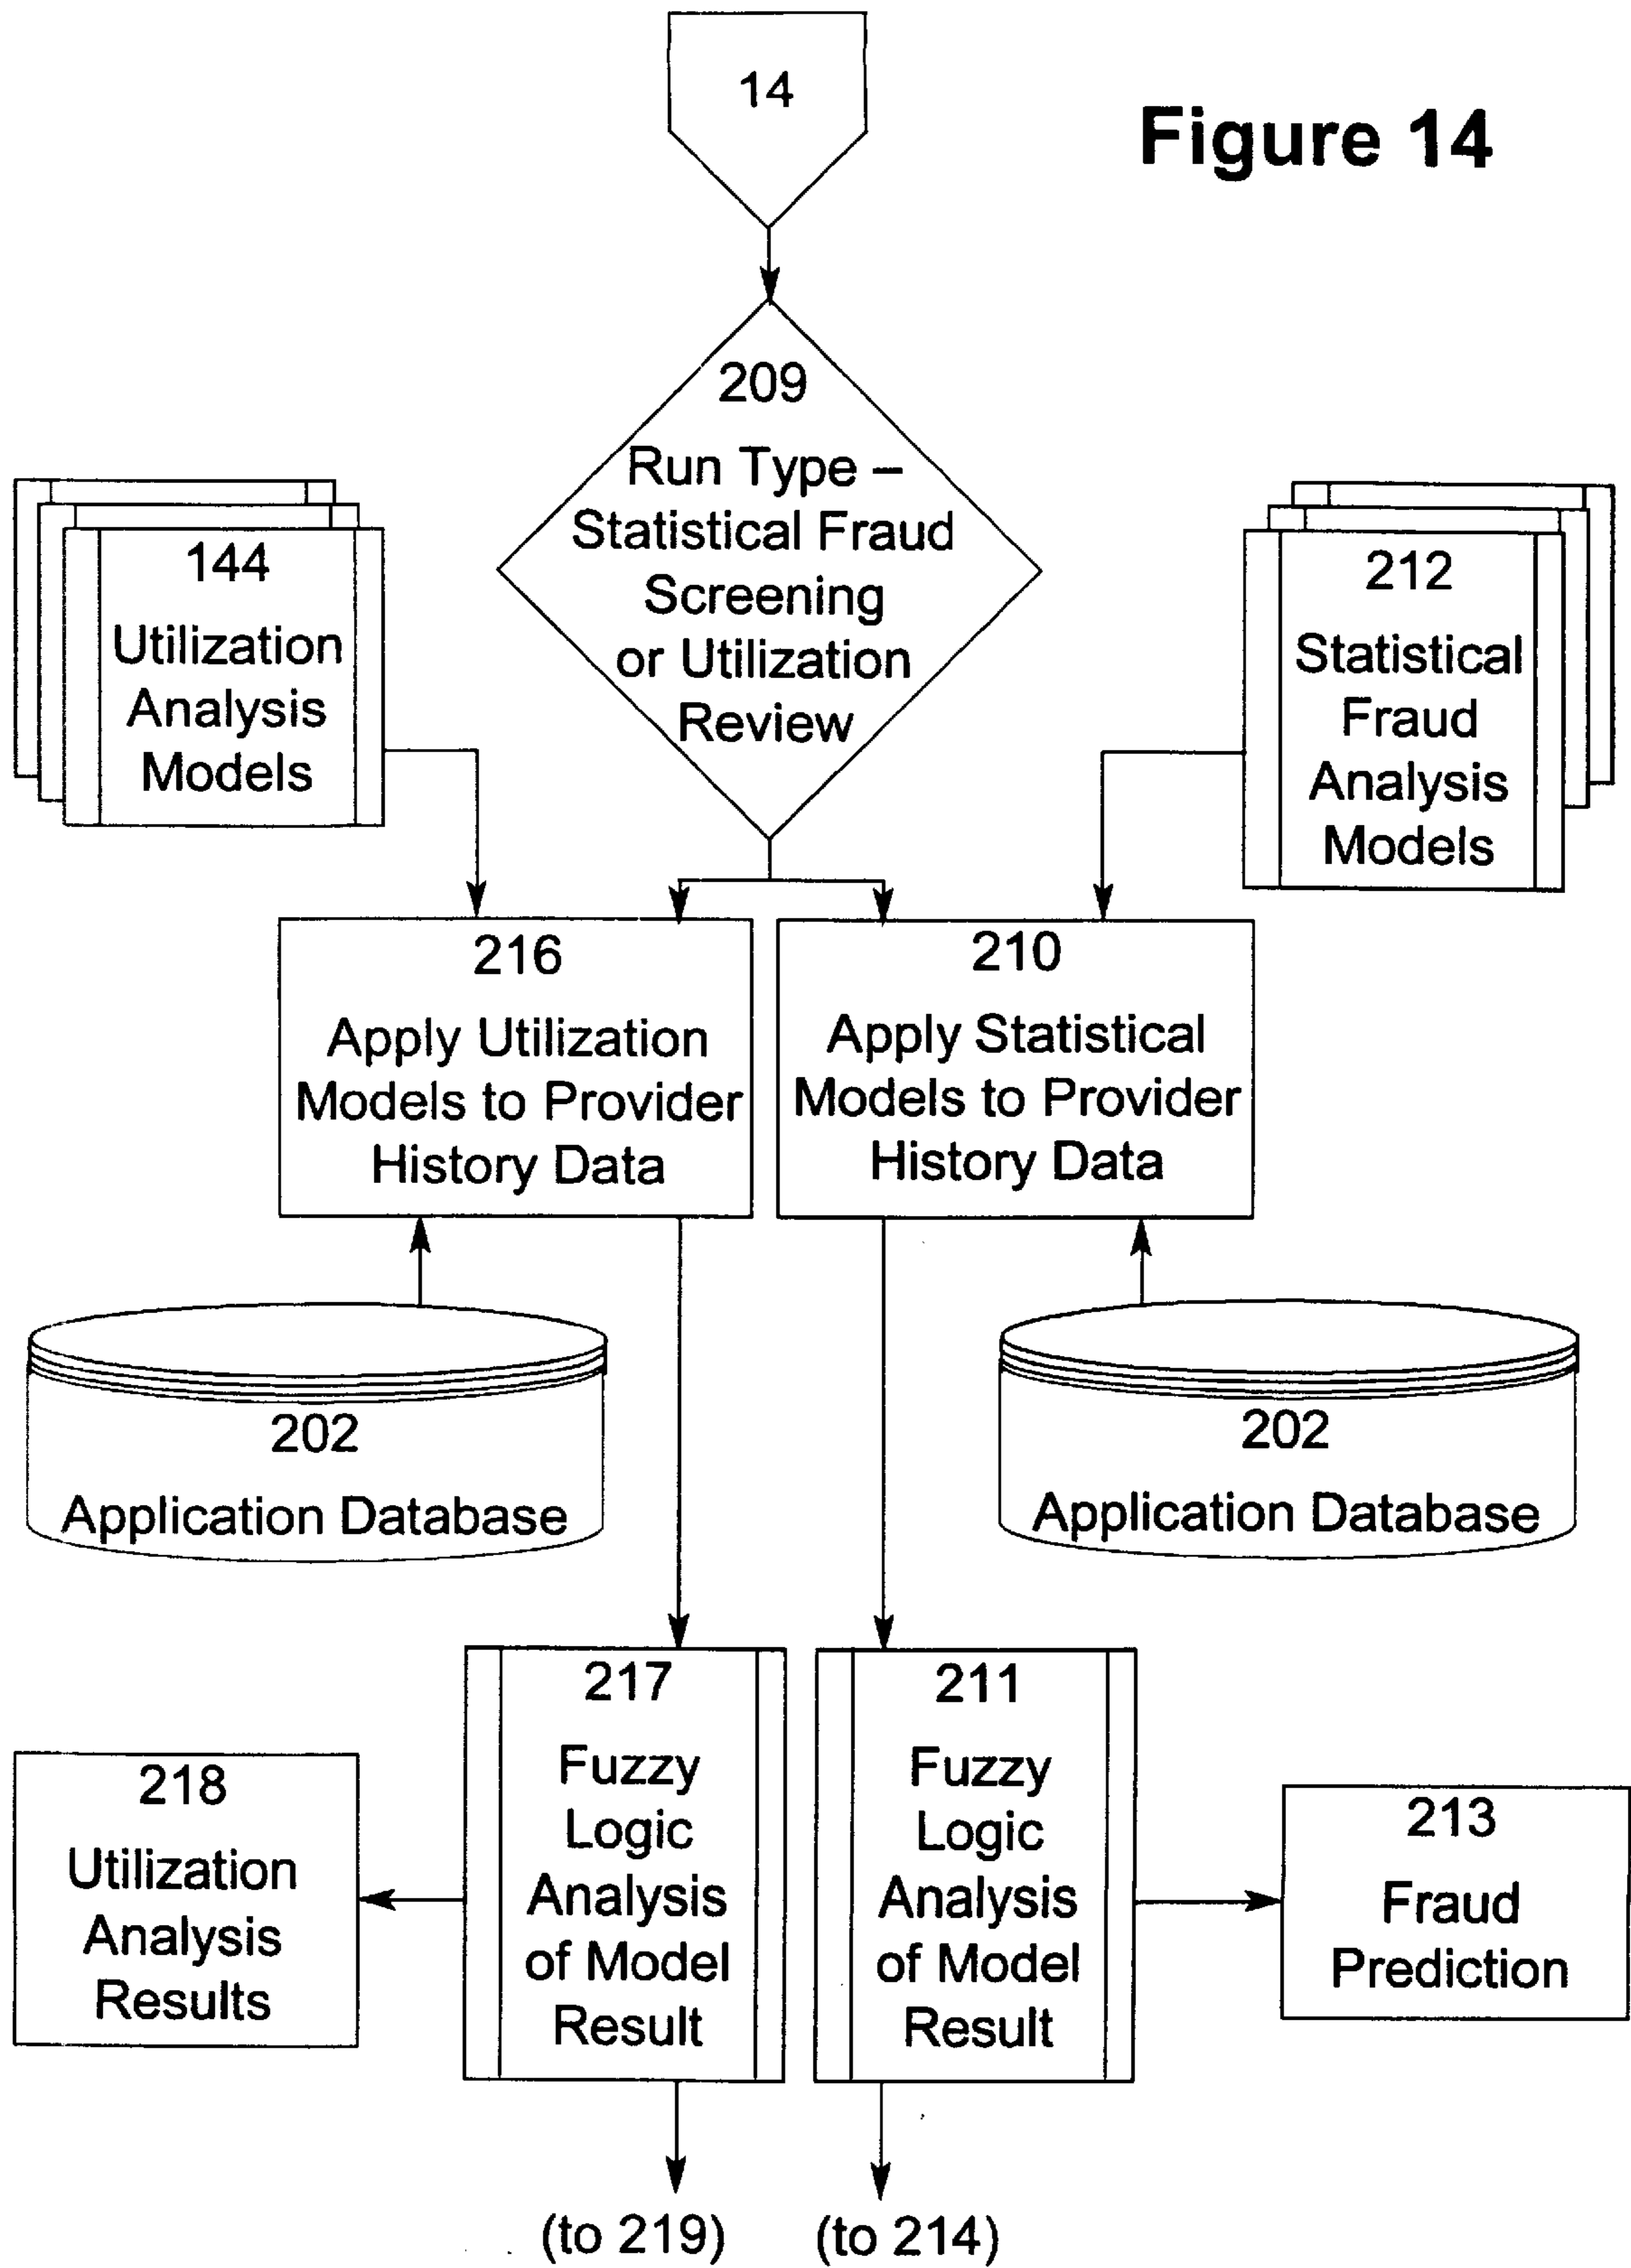 14
Figure 14
209
Run Type –
Statistical Fraud
Screening
or Utilization
Review
144
Utilization
Analysis
Models
212
Statistical
Fraud
Analysis
Models
216
Apply Utilization
Models to Provider
History Data
210
Apply Statistical
Models to Provider
History Data
202
Application Database
202
Application Database
217
Fuzzy
Logic
Analysis
of Model
Result
211
Fuzzy
Logic
Analysis
of Model
Result
218
Utilization
Analysis
Results
213
Fraud
Prediction
(to 219)
(to 214)